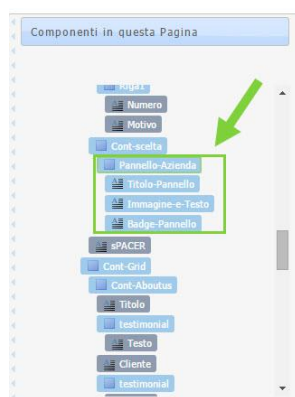 Componenti in questa Pagina
Riga1
Numero
Motivo
Cont-scelta
Pannello-Azienda
Titolo-Pannello
Immagine-e-Testo
Badge-Pannello
sPACER
Cont-Grid
Cont-Aboutus
Titolo
testimonial
Testo
Cliente
testimonial